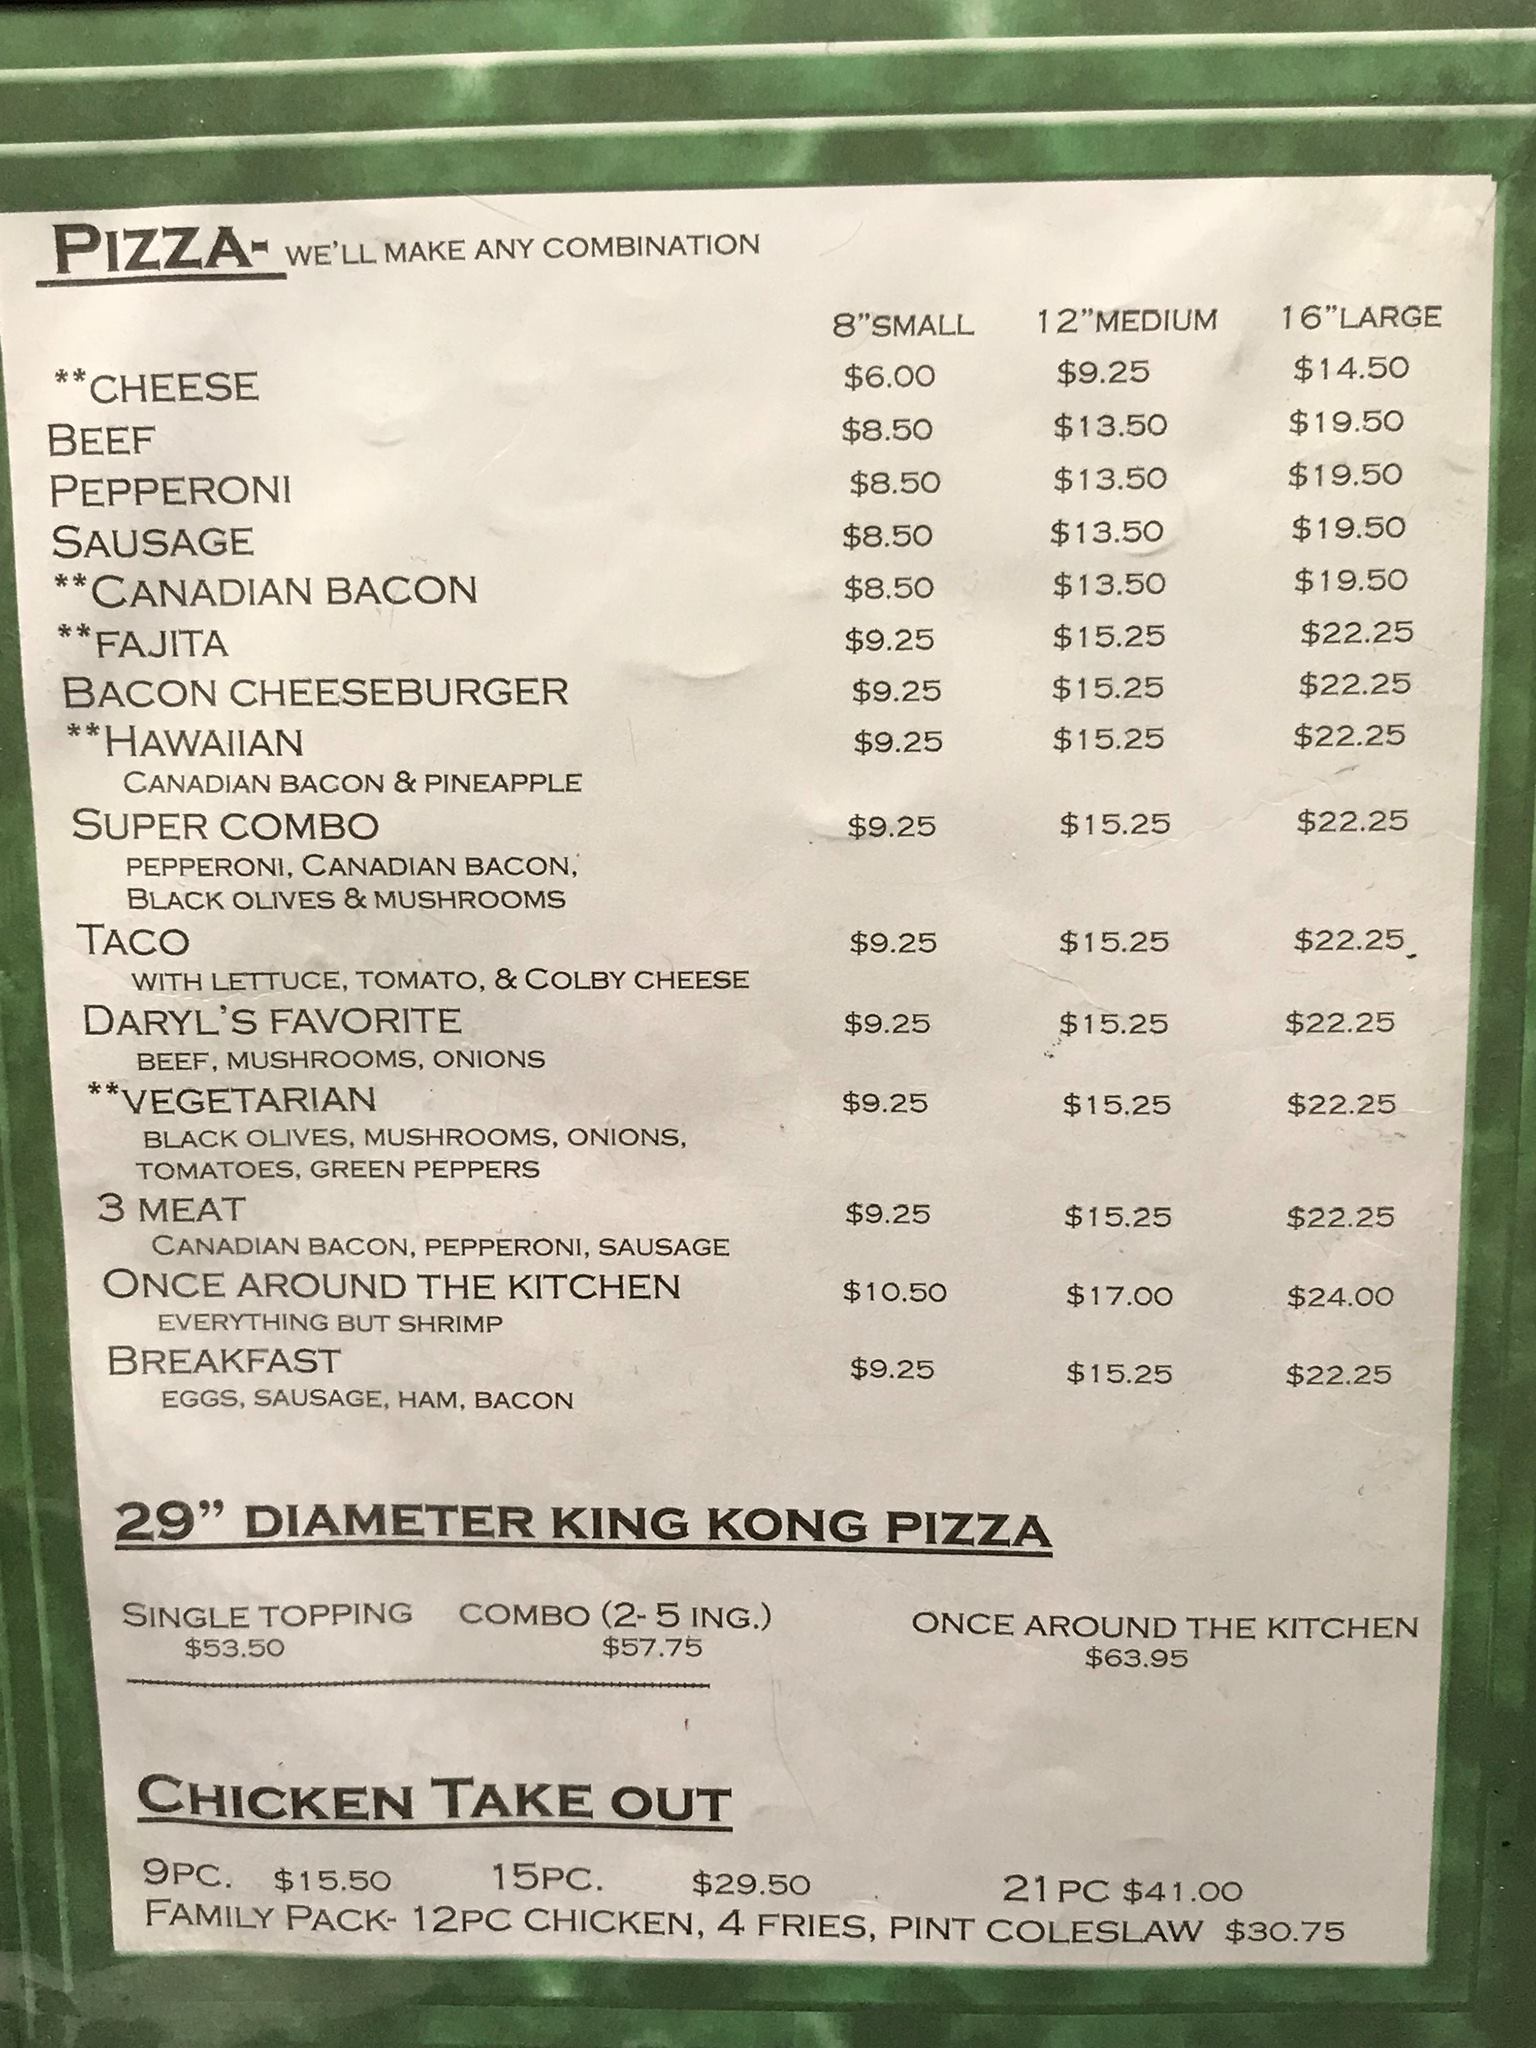 PIZZA- WE'LL MAKE ANY COMBINATION
8"SMALL 12"MEDIUM 16"LARGE
**CHEESE $6.00 $9.25 $14.50
BEEF $8.50 $13.50 $19.50
PEPPERONI $8.50 $13.50 $19.50
SAUSAGE $8.50 $13.50 $19.50
**CANADIAN BACON $8.50 $13.50 $19.50
**FAJITA $9.25 $15.25 $22.25
BACON CHEESEBURGER $9.25 $15.25 $22.25
**HAWAIIAN $9.25 $15.25 $22.25
CANADIAN BACON & PINEAPPLE
SUPER COMBO $9.25 $15.25 $22.25
PEPPERONI, CANADIAN BACON,
BLACK OLIVES & MUSHROOMS
TACO $9.25 $15.25 $22.25
WITH LETTUCE, TOMATO, & COLBY CHEESE
DARYL'S FAVORITE $9.25 $15.25 $22.25
BEEF, MUSHROOMS, ONIONS
**VEGETARIAN $9.25 $15.25 $22.25
BLACK OLIVES, MUSHROOMS, ONIONS,
TOMATOES, GREEN PEPPERS
3 MEAT $9.25 $15.25 $22.25
CANADIAN BACON, PEPPERONI, SAUSAGE
ONCE AROUND THE KITCHEN $10.50 $17.00 $24.00
EVERYTHING BUT SHRIMP
BREAKFAST $9.25 $15.25 $22.25
EGGS, SAUSAGE, HAM, BACON
29" DIAMETER KING KONG PIZZA
SINGLE TOPPING COMBO (2- 5 ING.) ONCE AROUND THE KITCHEN
$53.50 $57.75 $63.95
CHICKEN TAKE OUT
9PC. $15.50 15PC. $29.50 21PC $41.00
FAMILY PACK- 12PC CHICKEN, 4 FRIES, PINT COLESLAW $30.75